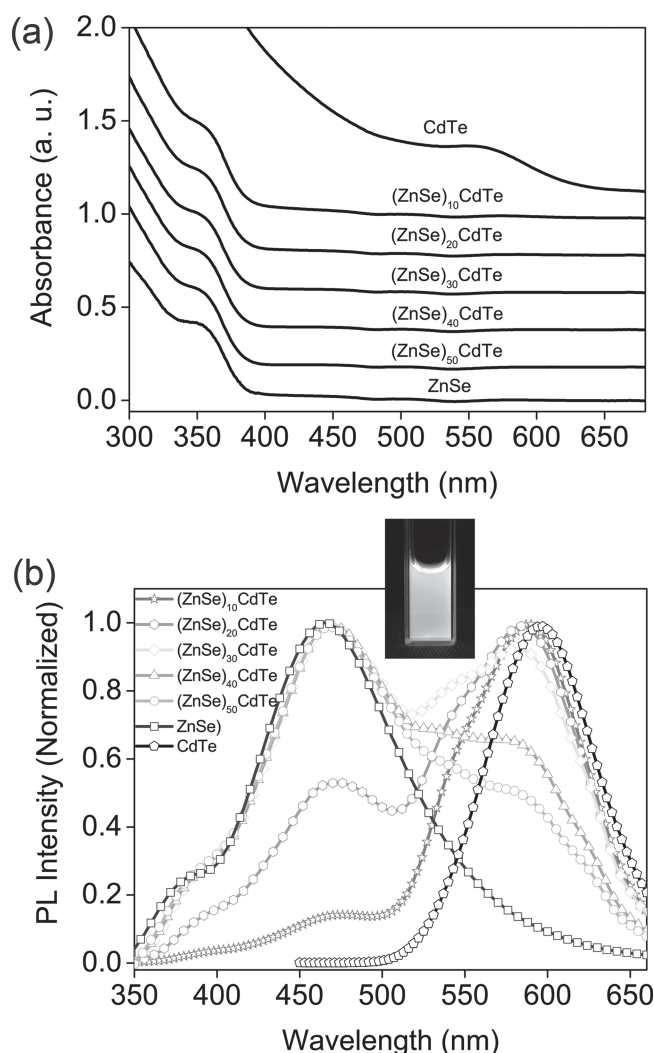 (a)
2.0
1.5
1.0
0.5
0.0
Absorbance (a. u.)
CdTe
(ZnSe)₁₀CdTe
(ZnSe)₂₀CdTe
(ZnSe)₃₀CdTe
(ZnSe)₄₀CdTe
(ZnSe)₅₀CdTe
ZnSe
300 350 400 450 500 550 600 650
Wavelength (nm)
(b)
(ZnSe)₁₀CdTe
(ZnSe)₂₀CdTe
(ZnSe)₃₀CdTe
(ZnSe)₄₀CdTe
(ZnSe)₅₀CdTe
ZnSe)
CdTe
1.0
0.8
0.6
0.4
0.2
0.0
PL Intensity (Normalized)
350 400 450 500 550 600 650
Wavelength (nm)